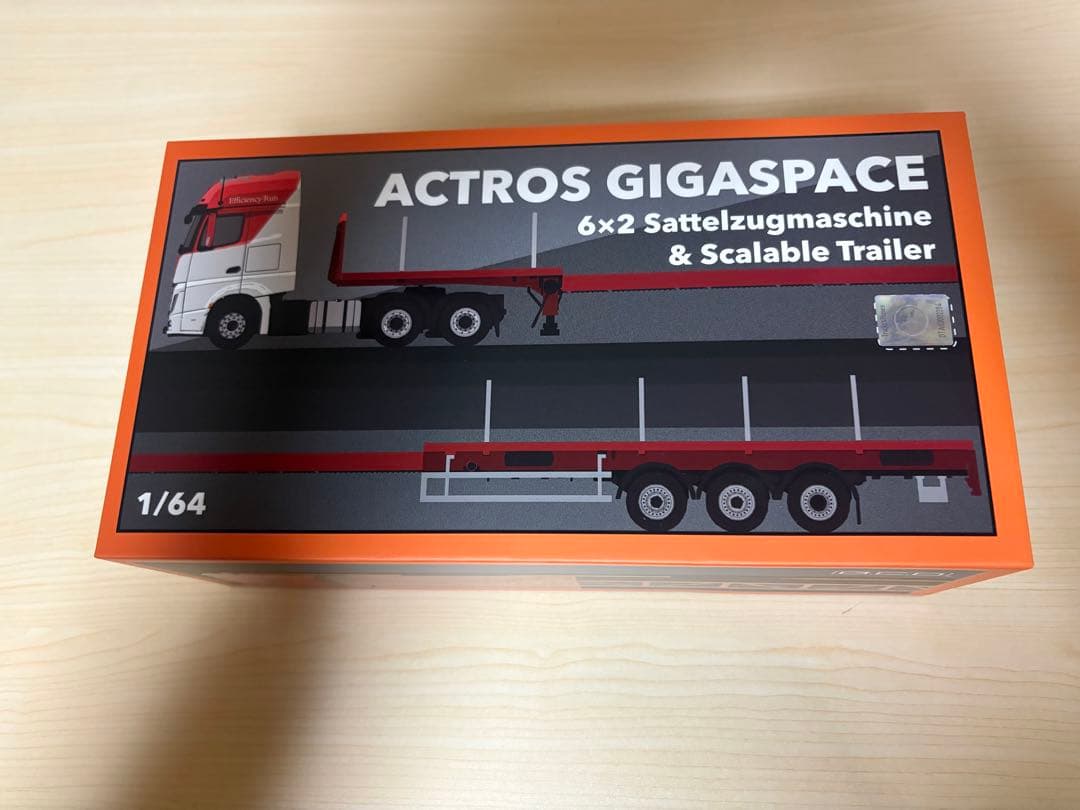 ACTROS GIGASPACE
6×2 Sattelzugmaschine
& Scalable Trailer
Efficiency-Run
1/64